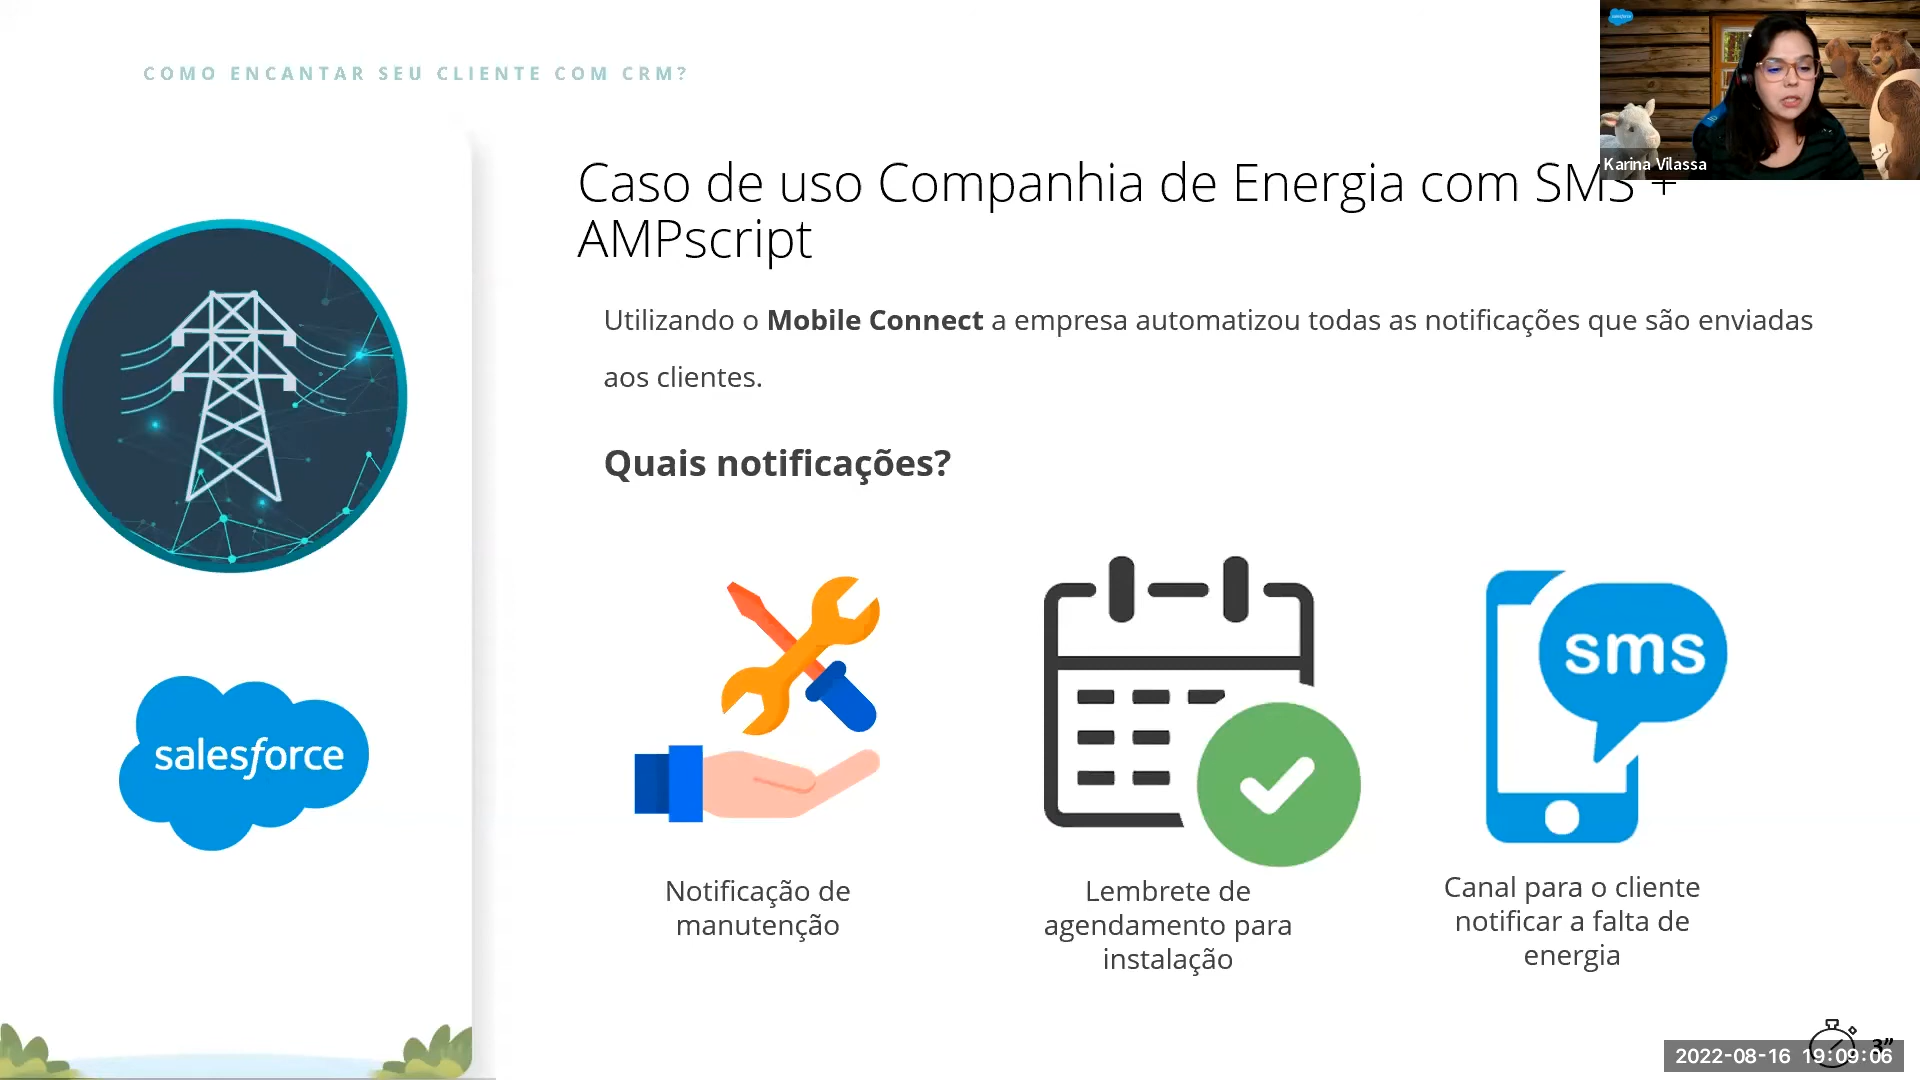 COMO ENCANTAR SEU CLIENTE COM CRM?
salesforce
Karina Vilassa
Caso de uso Companhia de Energia com SMS +
AMPscript
Utilizando o Mobile Connect a empresa automatizou todas as notificações que são enviadas
aos clientes.
Quais notificações?
sms
salesforce
Notificação de
manutenção
Lembrete de
agendamento para
instalação
Canal para o cliente
notificar a falta de
energia
3”
2022-08-16 19:09:06